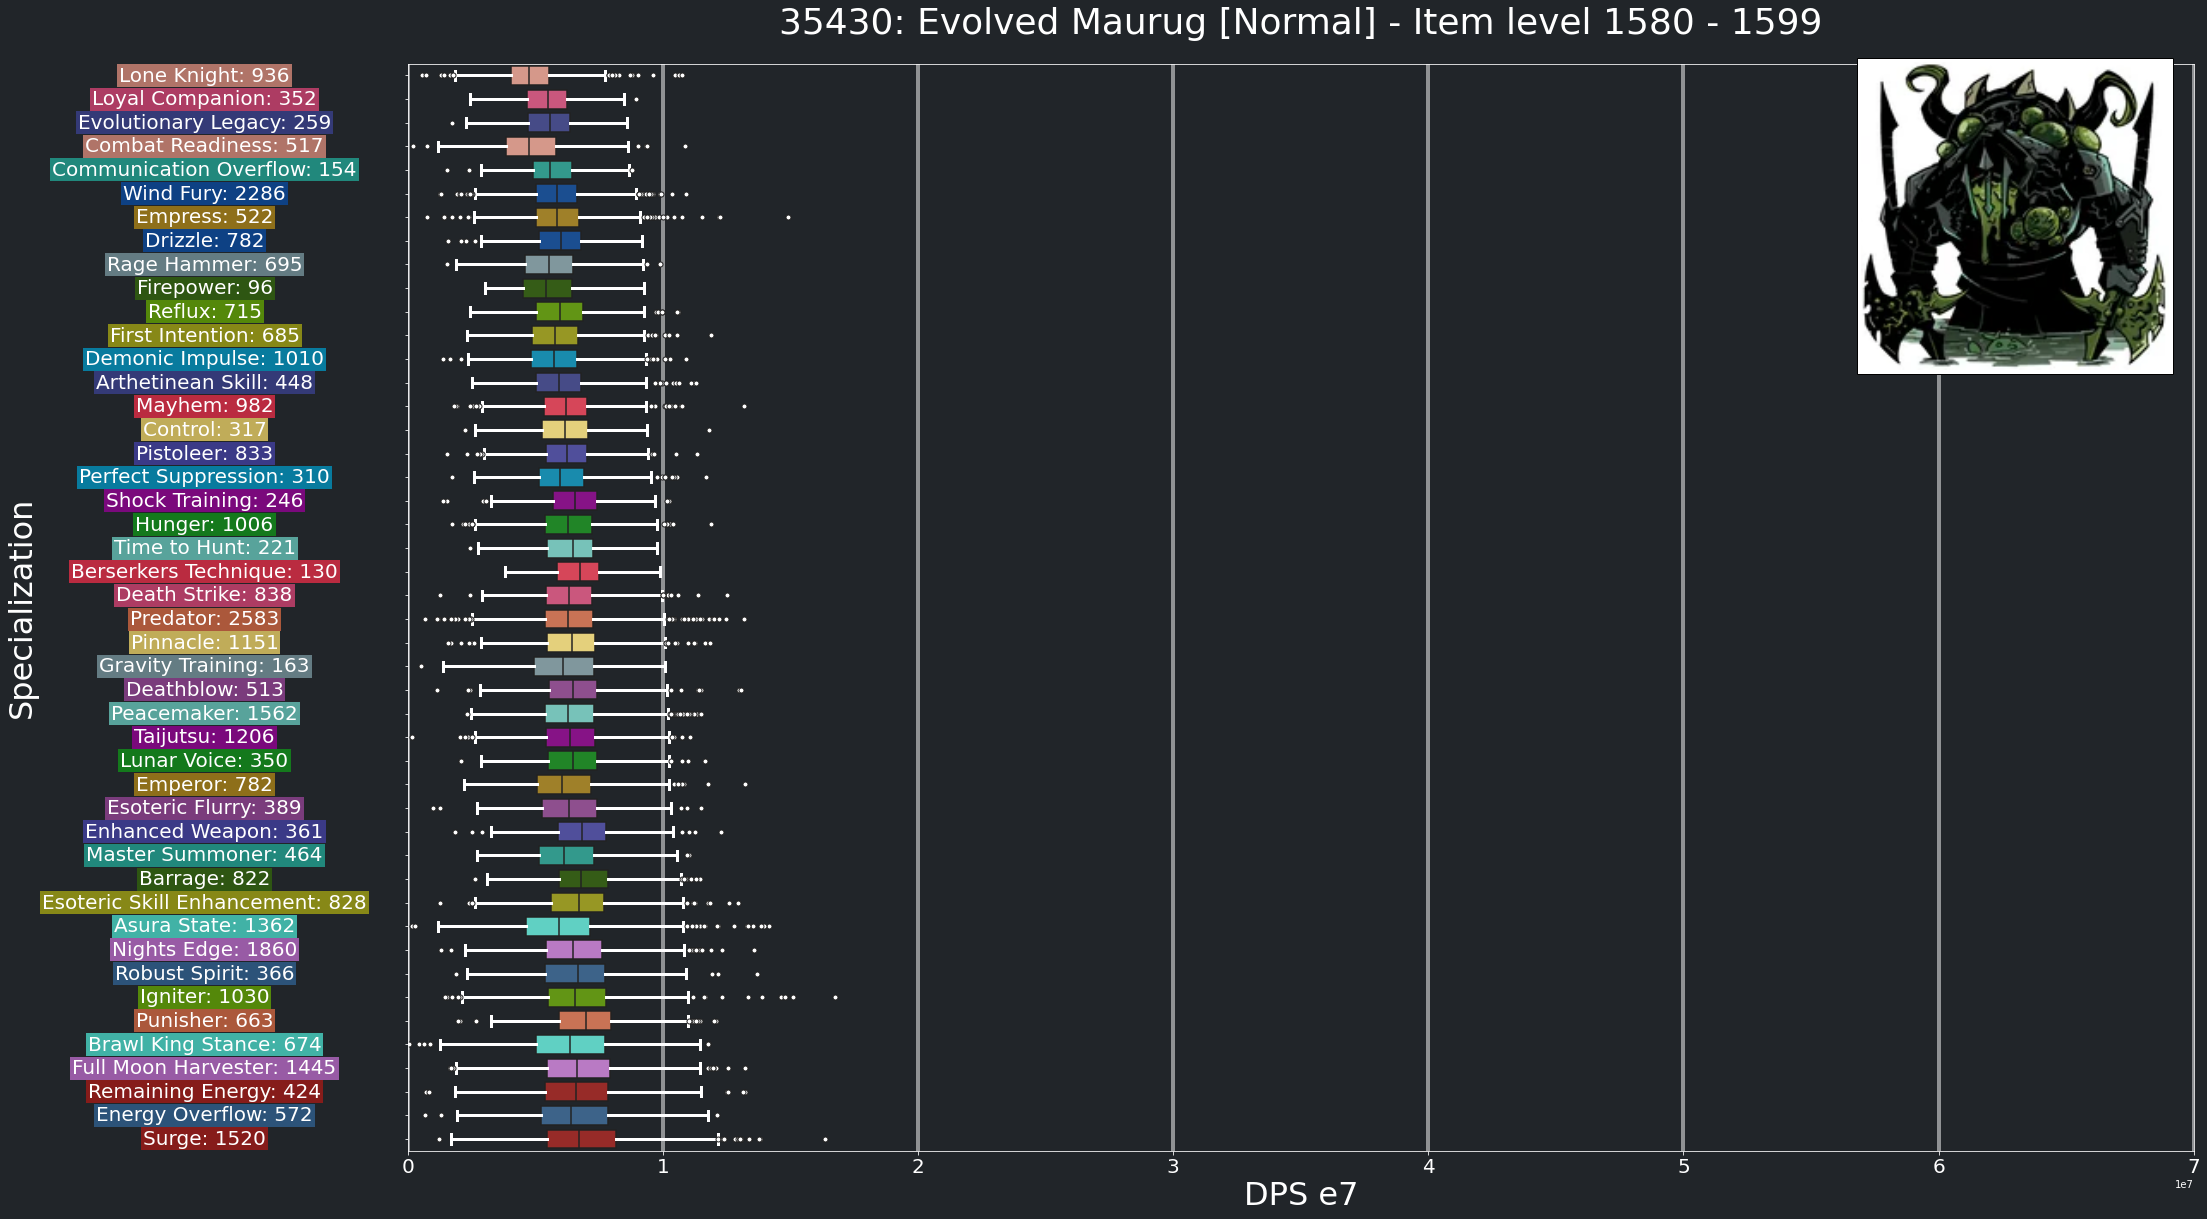 35430: Evolved Maurug [Normal] - Item level 1580 - 1599
Specialization
Lone Knight: 936
Loyal Companion: 352
Evolutionary Legacy: 259
Combat Readiness: 517
Communication Overflow: 154
Wind Fury: 2286
Empress: 522
Drizzle: 782
Rage Hammer: 695
Firepower: 96
Reflux: 715
First Intention: 685
Demonic Impulse: 1010
Arthetinean Skill: 448
Mayhem: 982
Control: 317
Pistoleer: 833
Perfect Suppression: 310
Shock Training: 246
Hunger: 1006
Time to Hunt: 221
Berserkers Technique: 130
Death Strike: 838
Predator: 2583
Pinnacle: 1151
Gravity Training: 163
Deathblow: 513
Peacemaker: 1562
Taijutsu: 1206
Lunar Voice: 350
Emperor: 782
Esoteric Flurry: 389
Enhanced Weapon: 361
Master Summoner: 464
Barrage: 822
Esoteric Skill Enhancement: 828
Asura State: 1362
Nights Edge: 1860
Robust Spirit: 366
Igniter: 1030
Punisher: 663
Brawl King Stance: 674
Full Moon Harvester: 1445
Remaining Energy: 424
Energy Overflow: 572
Surge: 1520
0 1 2 3 4 5 6 7
1e7
DPS e7